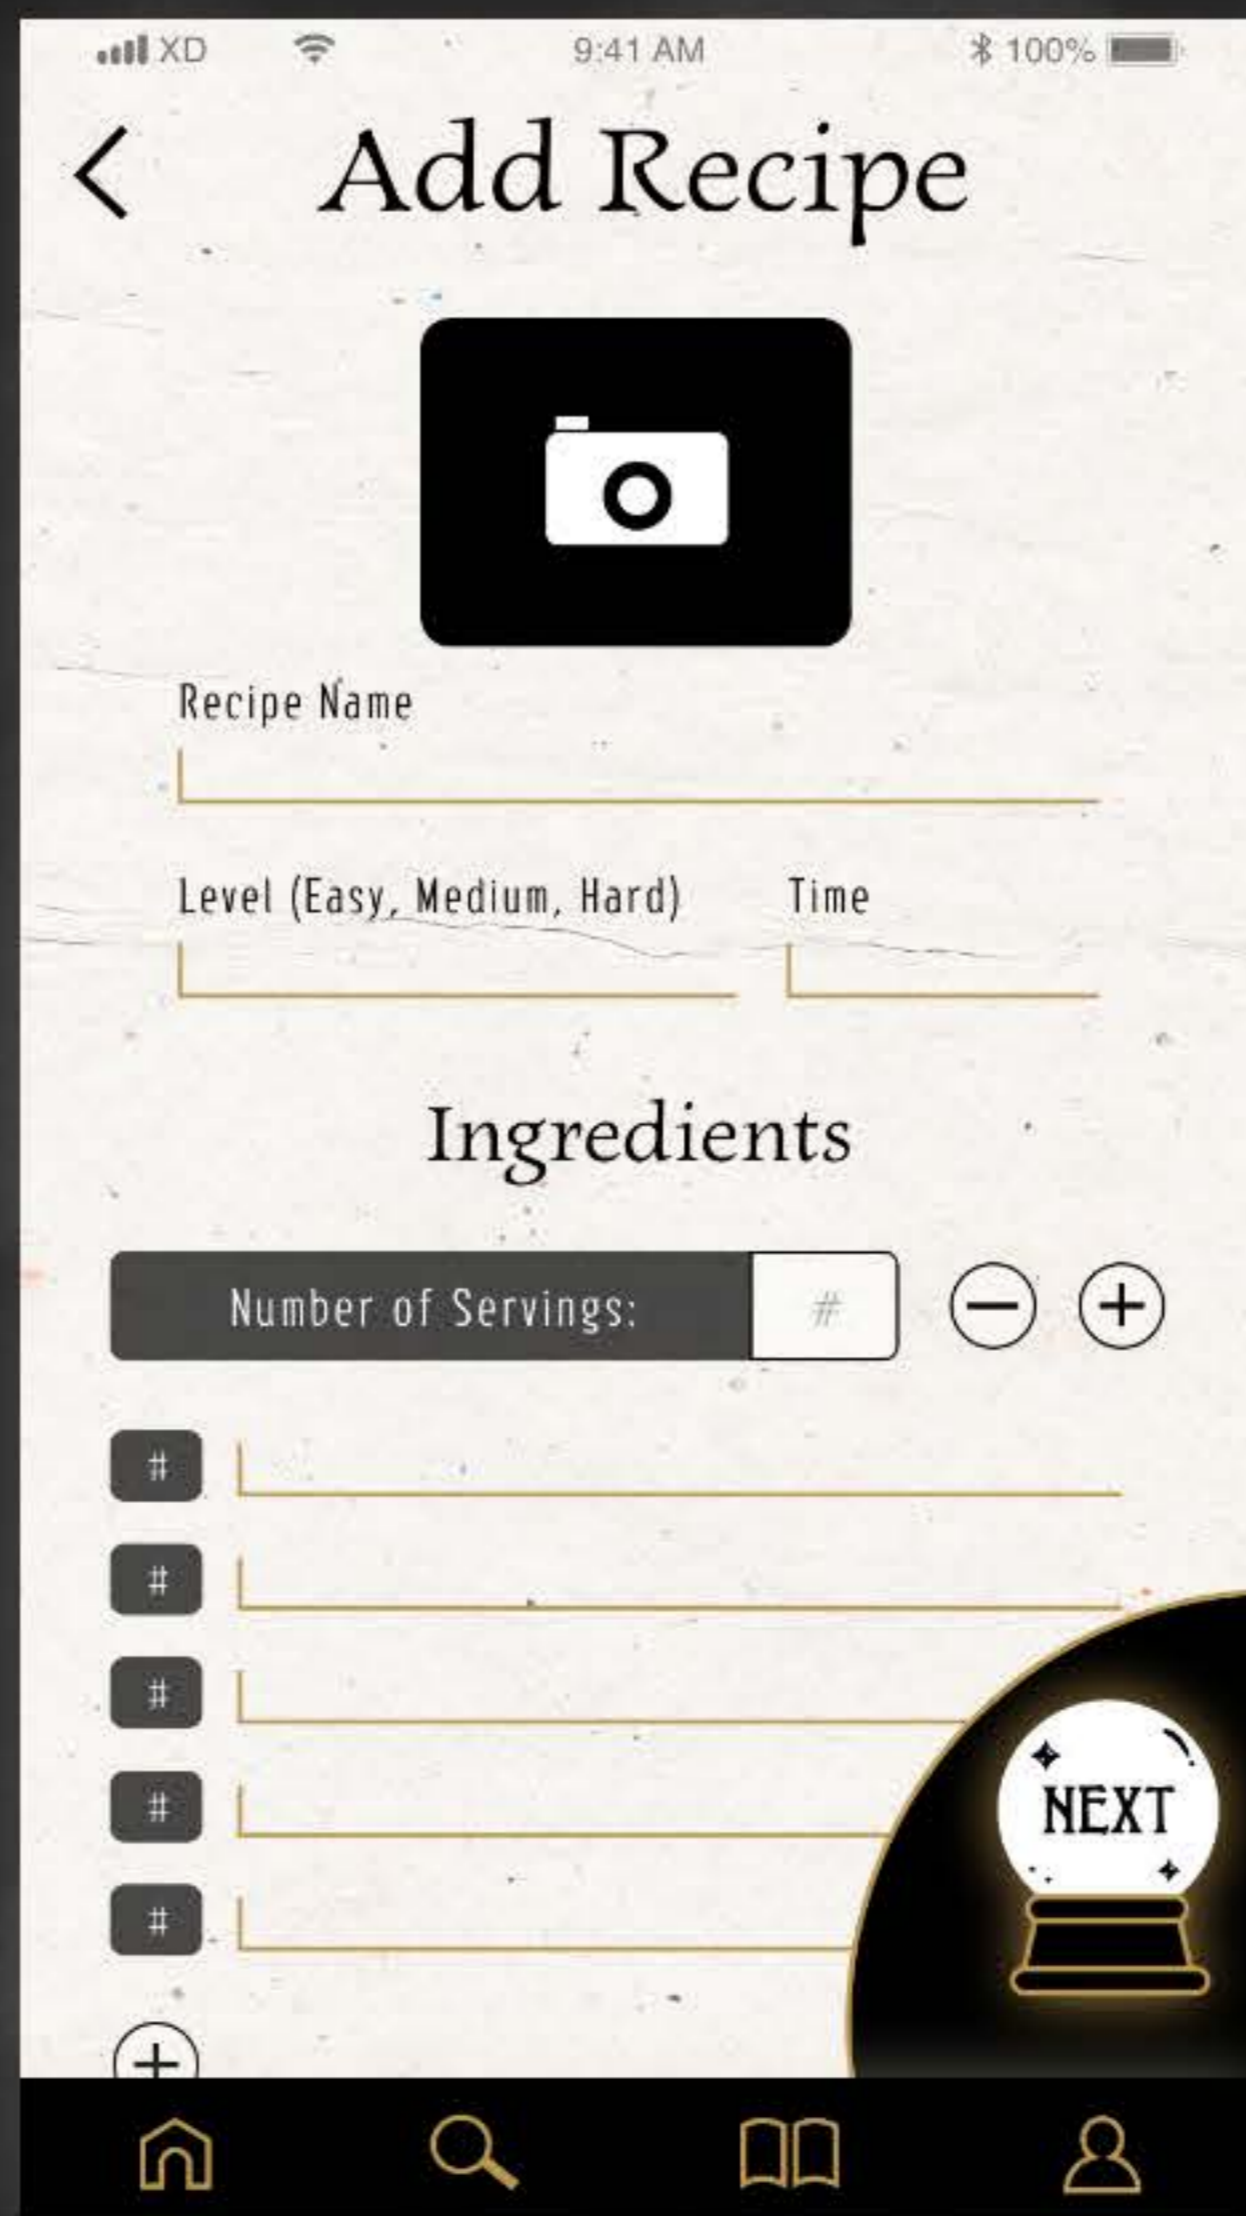 XD 9:41 AM 100%
Add Recipe
Recipe Name
Level (Easy, Medium, Hard) Time
Ingredients
Number of Servings: #
#
#
#
#
#
NEXT